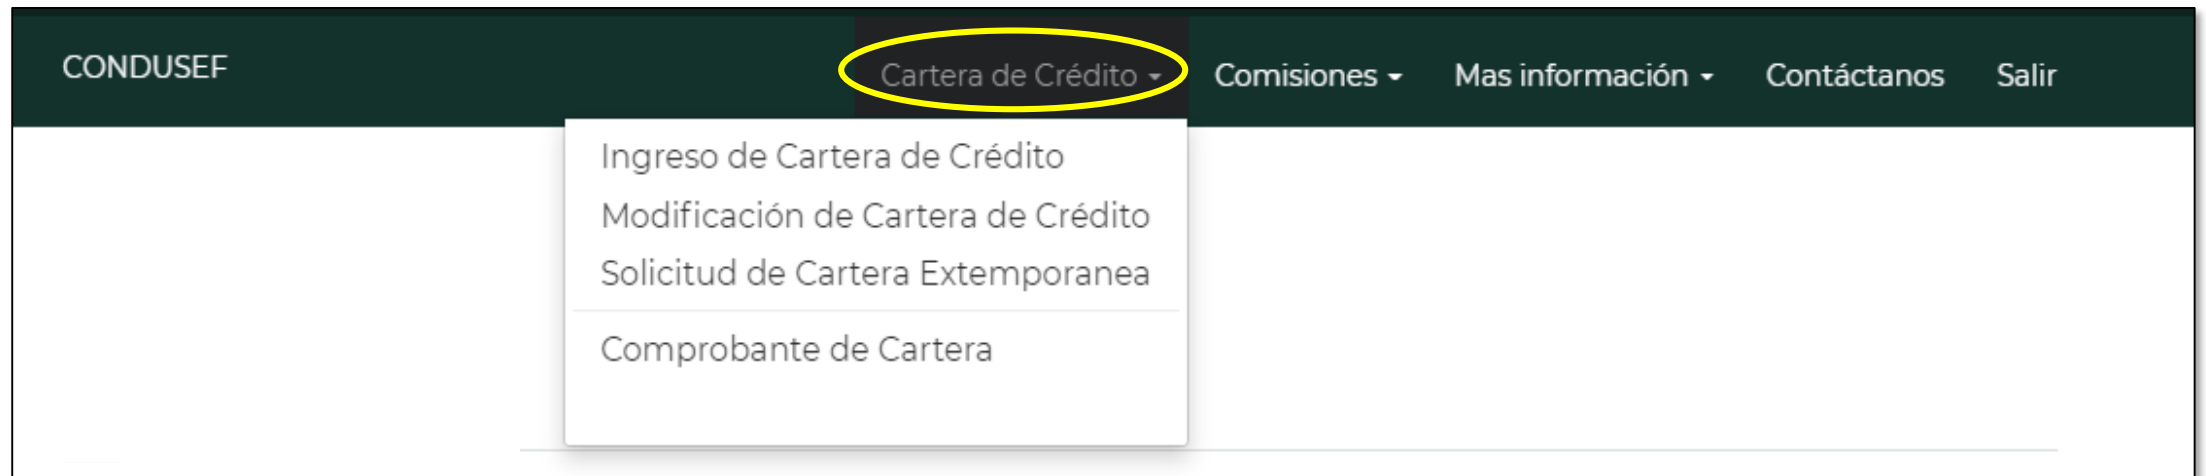 CONDUSEF
Cartera de Crédito
Comisiones
Mas información
Contáctanos
Salir
Ingreso de Cartera de Crédito
Modificación de Cartera de Crédito
Solicitud de Cartera Extemporanea
Comprobante de Cartera